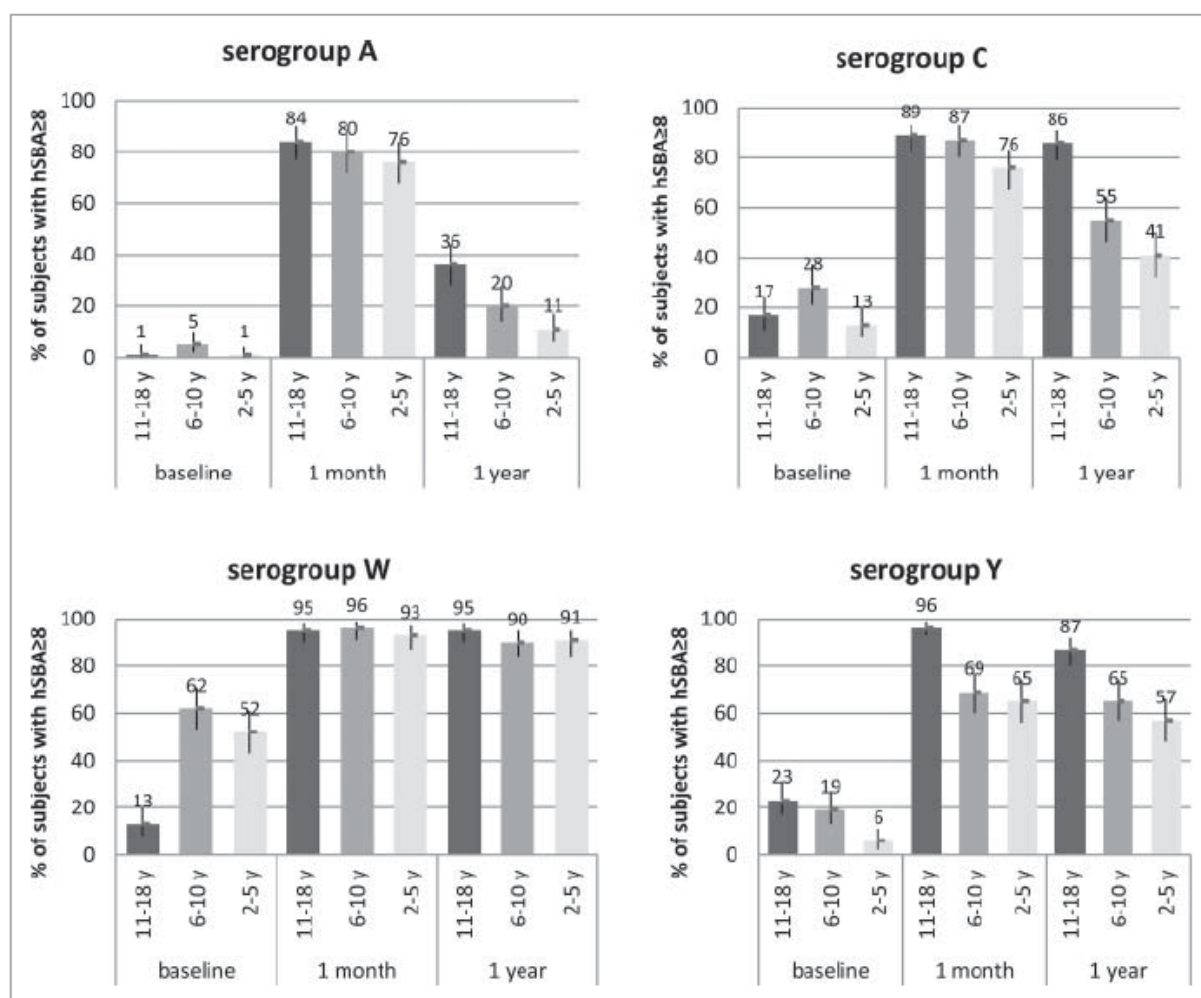 serogroup A
% of subjects with hSBA≥8
100
80
60
40
20
0
1
5
1
84
80
76
36
20
11
11-18 y
6-10 y
2-5 y
11-18 y
6-10 y
2-5 y
11-18 y
6-10 y
2-5 y
baseline
1 month
1 year
serogroup C
% of subjects with hSBA≥8
100
80
60
40
20
0
17
28
13
89
87
76
86
55
41
11-18 y
6-10 y
2-5 y
11-18 y
6-10 y
2-5 y
11-18 y
6-10 y
2-5 y
baseline
1 month
1 year
serogroup W
% of subjects with hSBA≥8
100
80
60
40
20
0
13
62
52
95
96
93
95
90
91
11-18 y
6-10 y
2-5 y
11-18 y
6-10 y
2-5 y
11-18 y
6-10 y
2-5 y
baseline
1 month
1 year
serogroup Y
% of subjects with hSBA≥8
100
80
60
40
20
0
23
19
6
96
69
65
87
65
57
11-18 y
6-10 y
2-5 y
11-18 y
6-10 y
2-5 y
11-18 y
6-10 y
2-5 y
baseline
1 month
1 year